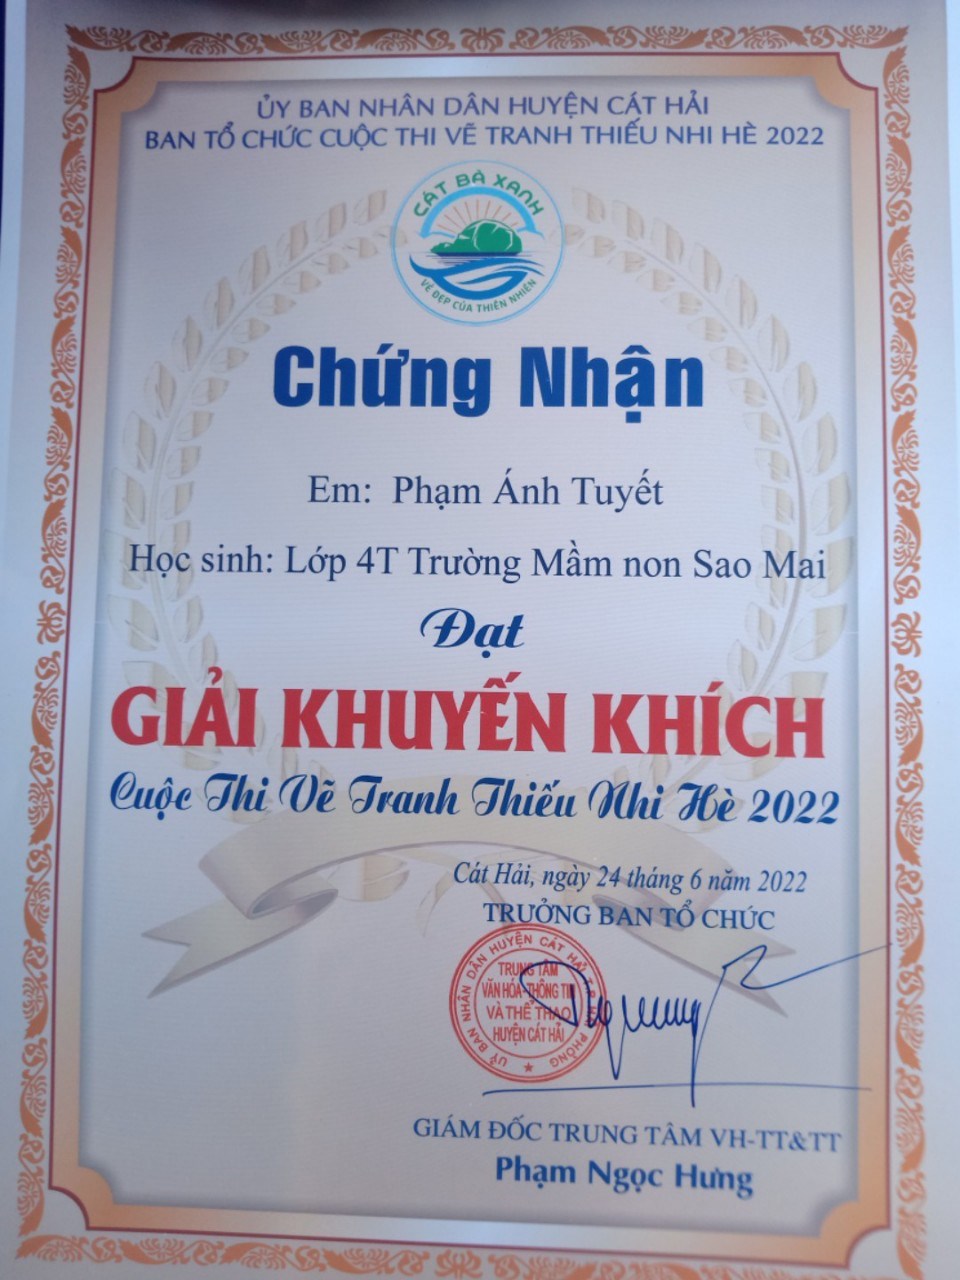 ỦY BAN NHÂN DÂN HUYỆN CÁT HẢI
BAN TỔ CHỨC CUỘC THI VẼ TRANH THIẾU NHI HÈ 2022
CÁT BÀ XANH
VẺ ĐẸP CỦA THIÊN NHIÊN
Chứng Nhận
Em: Phạm Ánh Tuyết
Học sinh: Lớp 4T Trường Mầm non Sao Mai
Đạt
GIẢI KHUYẾN KHÍCH
Cuộc Thi Vẽ Tranh Thiếu Nhi Hè 2022
Cát Hải, ngày 24 tháng 6 năm 2022
TRƯỞNG BAN TỔ CHỨC
UỶ BAN NHÂN DÂN HUYỆN CÁT HẢI T.P HẢI PHÒNG
TRUNG TÂM
VĂN HÓA-THÔNG TIN
VÀ THỂ THAO
HUYỆN CÁT HẢI
GIÁM ĐỐC TRUNG TÂM VH-TT&TT
Phạm Ngọc Hưng